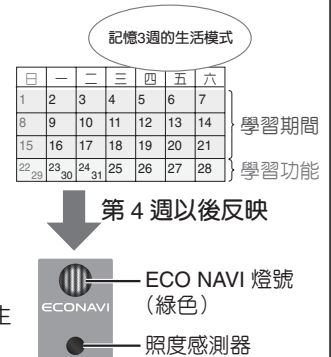 記憶3週的生活模式
日 一 二 三 四 五 六
1 2 3 4 5 6 7
8 9 10 11 12 13 14
學習期間
15 16 17 18 19 20 21
22 29 23 30 24 31 25 26 27 28
學習功能
第 4 週以後反映
ECO NAVI 燈號
(綠色)
ECONAVI
生
照度感測器